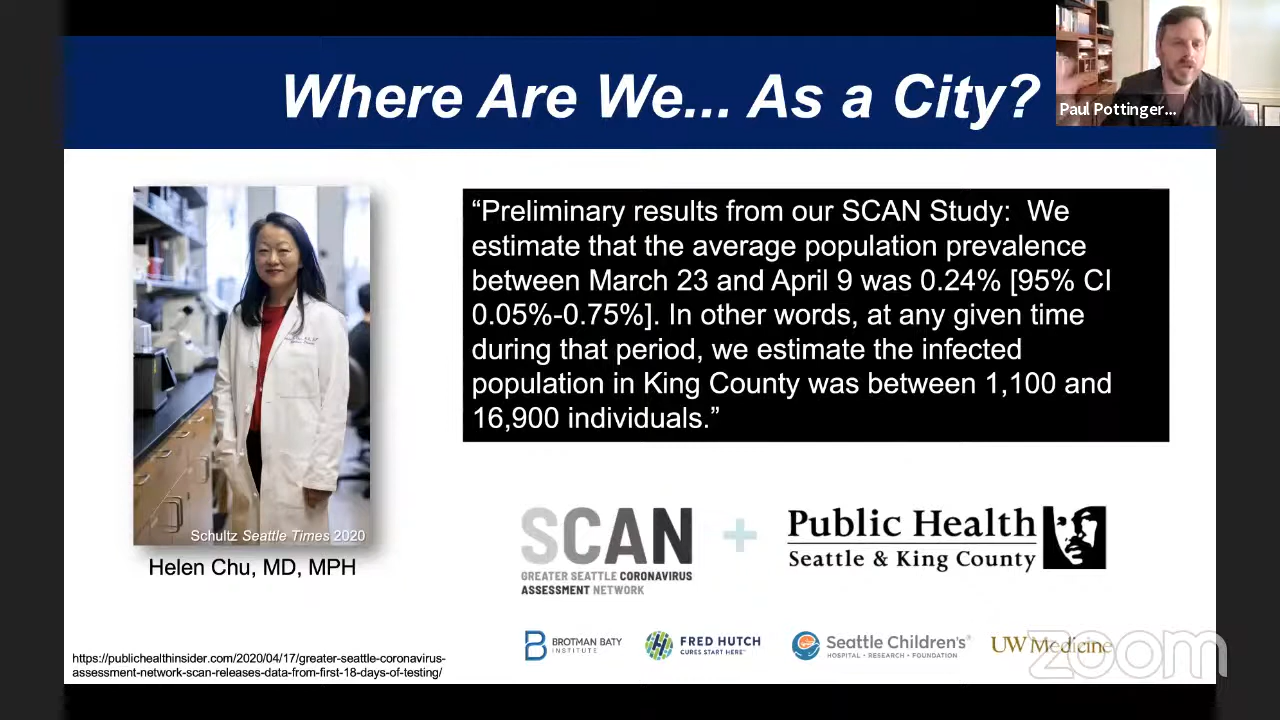 Where Are We... As a City?
Paul Pottinger...
“Preliminary results from our SCAN Study:  We
estimate that the average population prevalence
between March 23 and April 9 was 0.24% [95% CI
0.05%-0.75%]. In other words, at any given time
during that period, we estimate the infected
population in King County was between 1,100 and
16,900 individuals.”
Schultz Seattle Times 2020
Helen Chu, MD, MPH
SCAN
GREATER SEATTLE CORONAVIRUS
ASSESSMENT NETWORK
+
Public Health
Seattle & King County
BROTMAN BATY
INSTITUTE
FRED HUTCH
CURES START HERE™
Seattle Children's®
HOSPITAL • RESEARCH • FOUNDATION
UW Medicine
https://publichealthinsider.com/2020/04/17/greater-seattle-coronavirus-
assessment-network-scan-releases-data-from-first-18-days-of-testing/
zoom